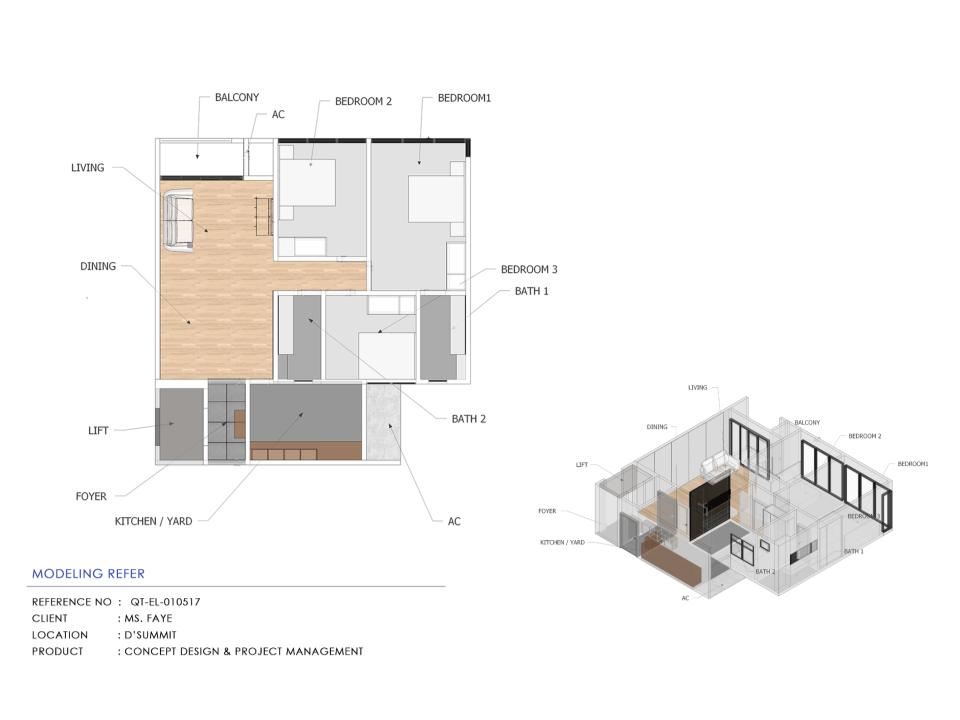 BALCONY
BEDROOM 2
BEDROOM1
AC
LIVING
DINING
BEDROOM 3
BATH 1
LIFT
BATH 2
FOYER
KITCHEN / YARD
AC
LIVING
DINING
BALCONY
BEDROOM 2
LIFT
BEDROOM1
FOYER
BEDROOM 3
KITCHEN / YARD
BATH 1
BATH 2
AC
MODELING REFER
REFERENCE NO : QT-EL-010517
CLIENT : MS. FAYE
LOCATION : D'SUMMIT
PRODUCT : CONCEPT DESIGN & PROJECT MANAGEMENT